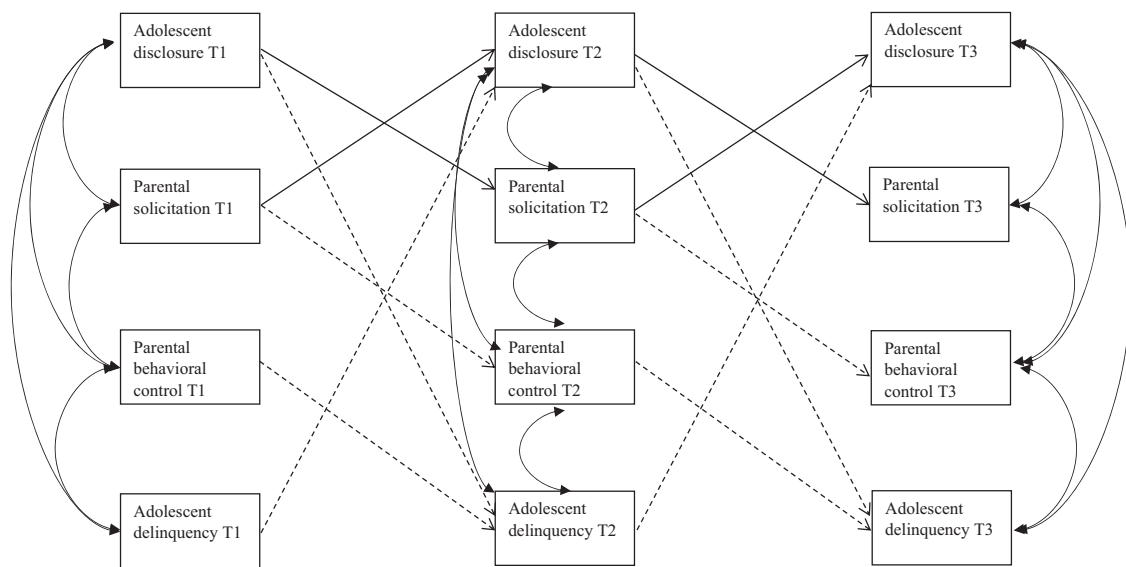 Adolescent
disclosure T1
Adolescent
disclosure T2
Adolescent
disclosure T3
Parental
solicitation T1
Parental
solicitation T2
Parental
solicitation T3
Parental
behavioral
control T1
Parental
behavioral
control T2
Parental
behavioral
control T3
Adolescent
delinquency T1
Adolescent
delinquency T2
Adolescent
delinquency T3